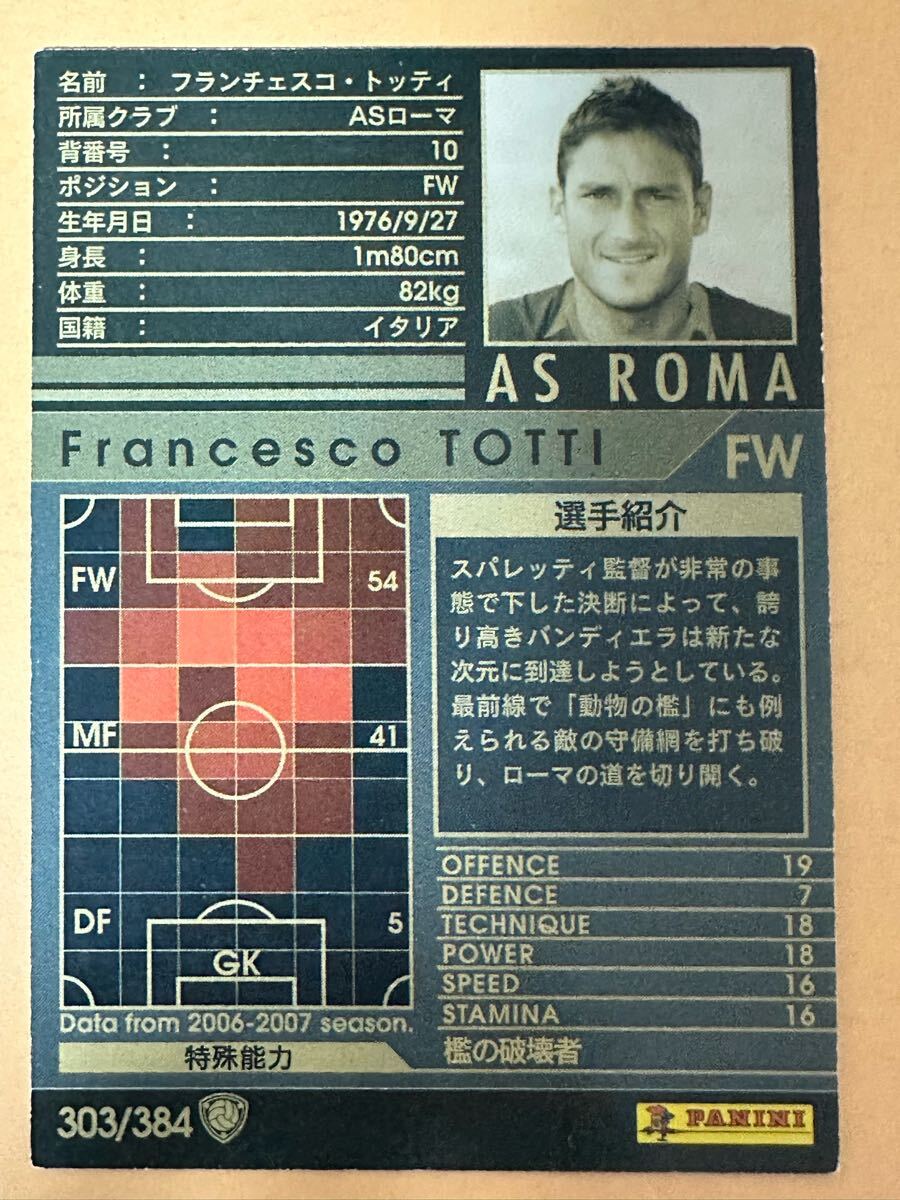 名前 : フランチェスコ・トッティ
所属クラブ : ASローマ
背番号 : 10
ポジション : FW
生年月日 : 1976/9/27
身長 : 1m80cm
体重 : 82kg
国籍 : イタリア
AS ROMA
Francesco TOTTI
FW
FW 54
MF 41
DF 5
GK
Data from 2006-2007 season.
選手紹介
スパレッティ監督が非常の事
態で下した決断によって、誇
り高きバンディエラは新たな
次元に到達しようとしている。
最前線で「動物の檻」にも例
えられる敵の守備網を打ち破
り、ローマの道を切り開く。
OFFENCE 19
DEFENCE 7
TECHNIQUE 18
POWER 18
SPEED 16
STAMINA 16
特殊能力 檻の破壊者
303/384
PANINI